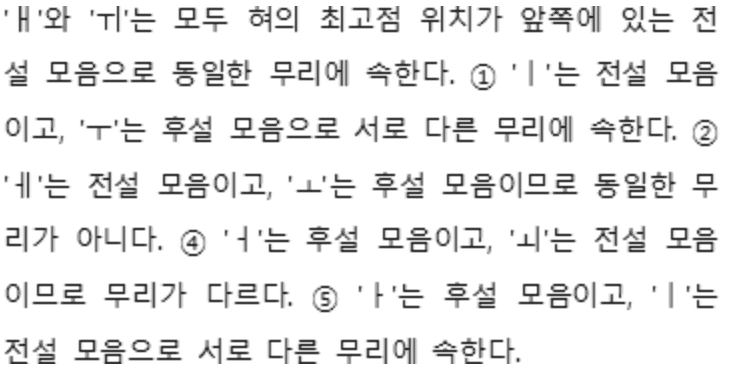 'ㅐ'와 'ㅟ'는 모두 혀의 최고점 위치가 앞쪽에 있는 전
설 모음으로 동일한 무리에 속한다. ① 'ㅣ'는 전설 모음
이고, 'ㅜ'는 후설 모음으로 서로 다른 무리에 속한다. ②
'ㅔ'는 전설 모음이고, 'ㅗ'는 후설 모음이므로 동일한 무
리가 아니다. ④ 'ㅓ'는 후설 모음이고, 'ㅚ'는 전설 모음
이므로 무리가 다르다. ⑤ 'ㅏ'는 후설 모음이고, 'ㅣ'는
전설 모음으로 서로 다른 무리에 속한다.